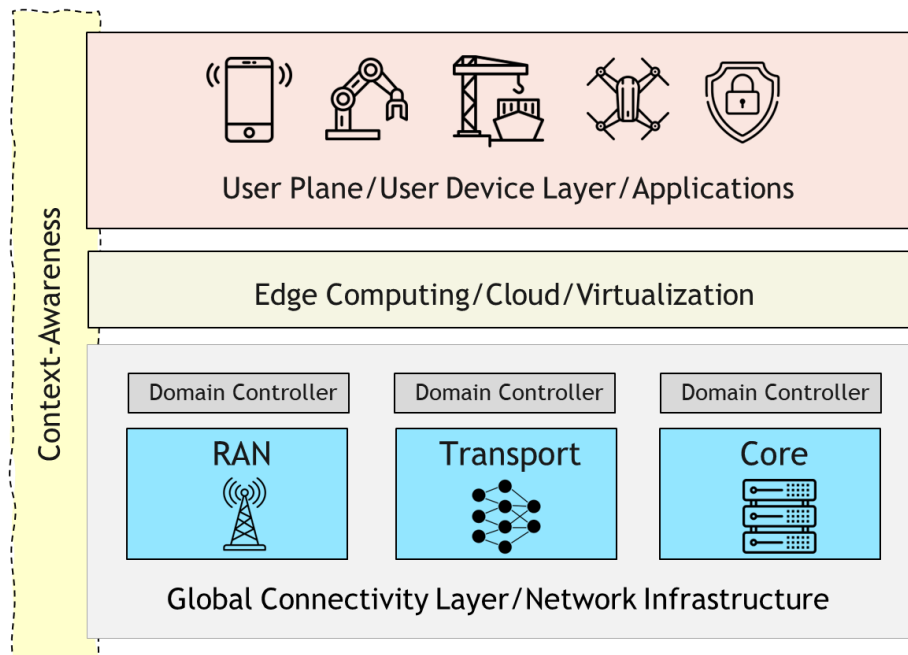 Context-Awareness
User Plane/User Device Layer/Applications
Edge Computing/Cloud/Virtualization
Domain Controller
Domain Controller
Domain Controller
RAN
Transport
Core
Global Connectivity Layer/Network Infrastructure